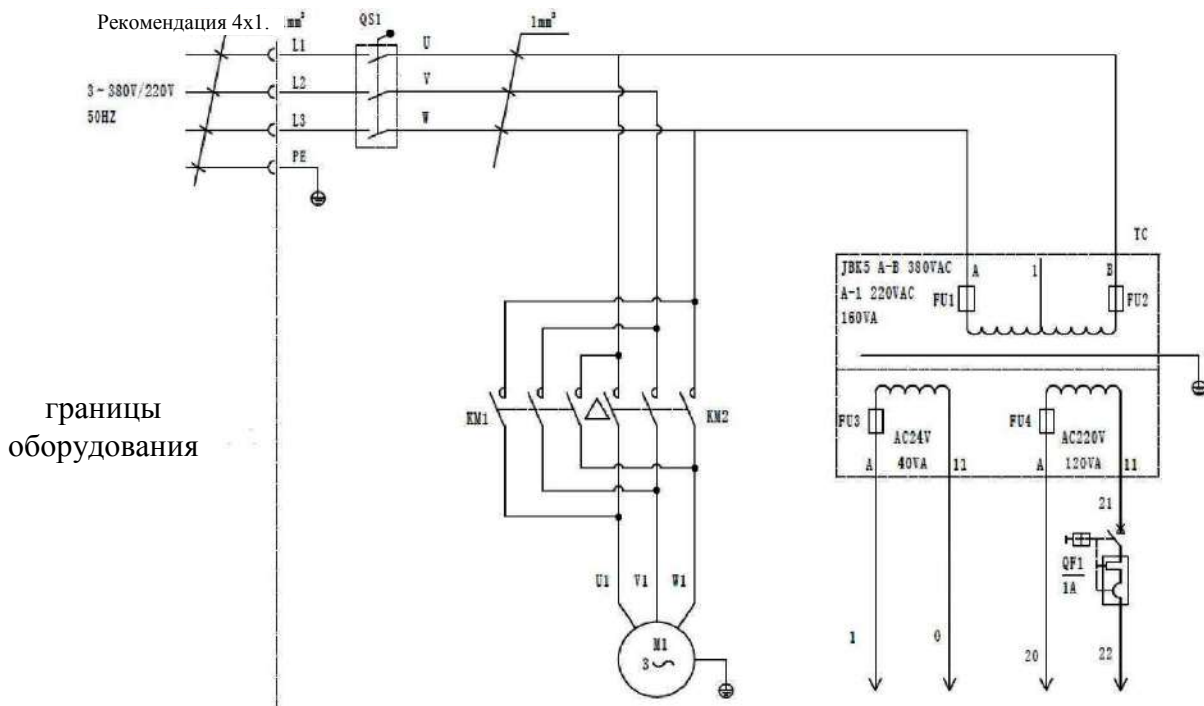 Рекомендация 4x1.
mm²
QS1
1mm²
L1
U
L2
V
3~380V/220V
50HZ
L3
W
PE
TC
JBK5 A-B 380VAC
A-1 220VAC
160VA
A
1
B
FU1
FU2
границы
оборудования
KM1
KM2
FU3
AC24V
40VA
A
11
FU4
AC220V
120VA
A
11
21
QF1
1A
U1
V1
W1
M1
3
1
0
20
22